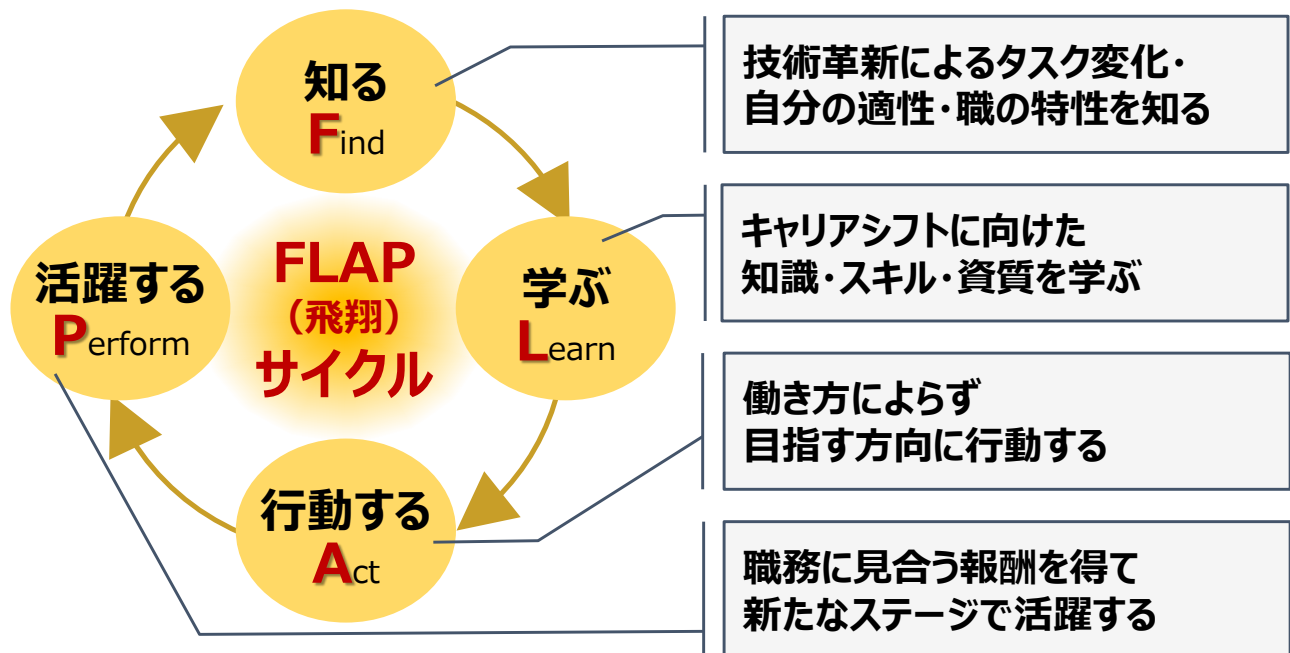 知る
Find
技術革新によるタスク変化・
自分の適性・職の特性を知る
学ぶ
Learn
キャリアシフトに向けた
知識・スキル・資質を学ぶ
FLAP
（飛翔）
サイクル
活躍する
Perform
行動する
Act
働き方によらず
目指す方向に行動する
職務に見合う報酬を得て
新たなステージで活躍する